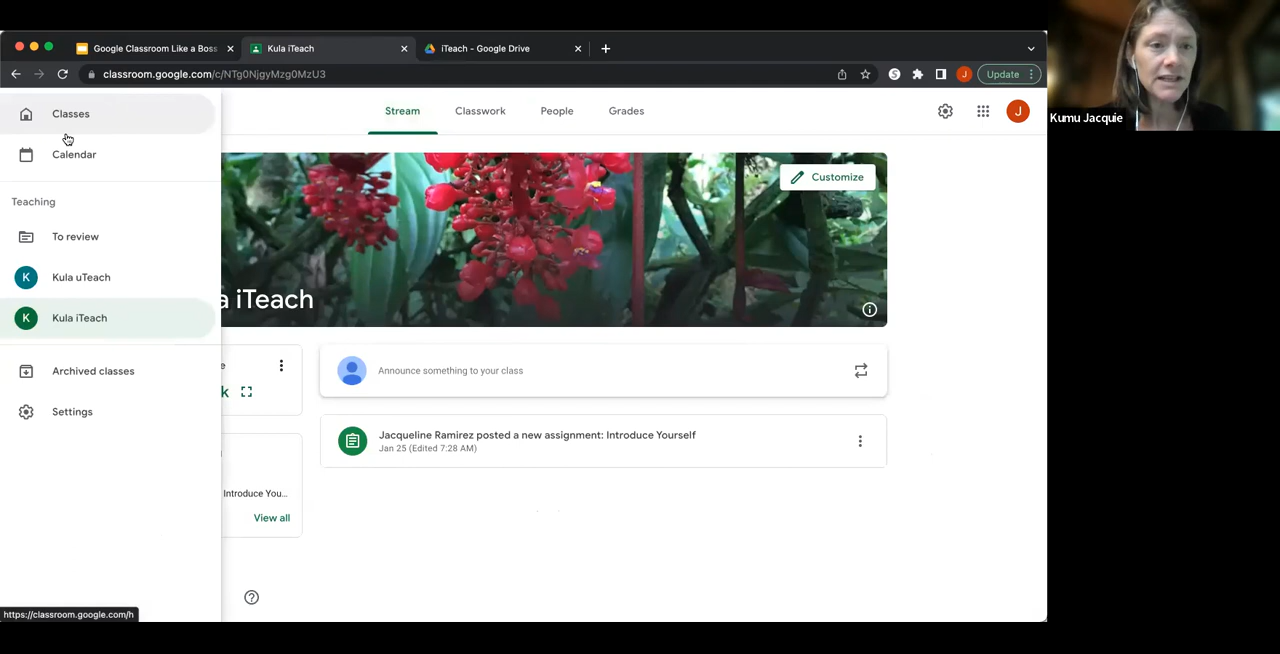 Google Classroom Like a Boss
Kula iTeach
iTeach - Google Drive
classroom.google.com/c/NTg0NjgyMzg0MzU3
J
Update
Kumu Jacquie
Classes
Calendar
Teaching
To review
K Kula uTeach
K Kula iTeach
Archived classes
Settings
Stream
Classwork
People
Grades
J
Customize
a iTeach
e
k
Announce something to your class
Jacqueline Ramirez posted a new assignment: Introduce Yourself
Jan 25 (Edited 7:28 AM)
Introduce You...
View all
https://classroom.google.com/h